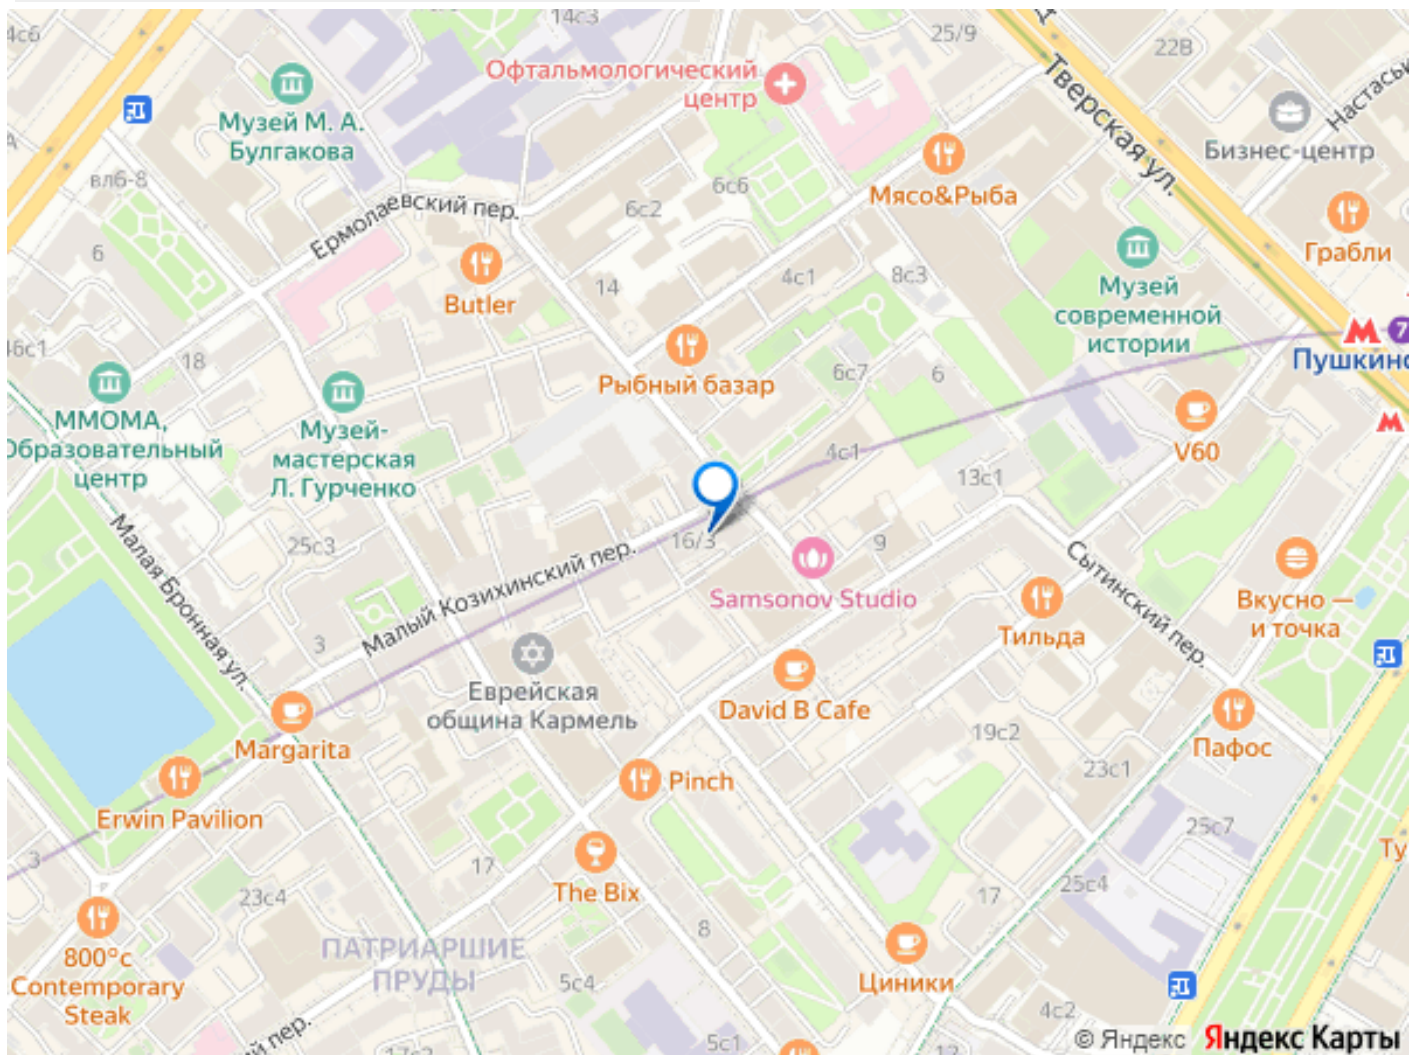 14с3
25/9
22В
4с6
Офтальмологический
центр
Тверская ул.
Настасьи
Музей М. А.
Булгакова
Бизнес-центр
вл6-8
6с6
Мясо&Рыба
Ермолаевский пер.
6с2
6
Грабли
Butler
14
4с1
8с3
Музей
современной
истории
7
Пушкинс
18
Рыбный базар
6с7
6
ММОМА,
Образовательный
центр
Музей-
мастерская
Л. Гурченко
V60
4с1
13с1
Малая Бронная ул.
25с3
Малый Козихинский пер.
16/3
9
Сытинский пер.
Samsonov Studio
Тильда
Вкусно —
и точка
3
Еврейская
община Кармель
David B Cafe
Margarita
19с2
Пафос
23с1
Pinch
Erwin Pavilion
25с7
3
17
The Bix
Ту
23с4
25с4
17
8
ПАТРИАРШИЕ
ПРУДЫ
800°с
Contemporary
Steak
5с4
Циники
4с2
пер.
17с2
5с1
13
© Яндекс Яндекс Карты